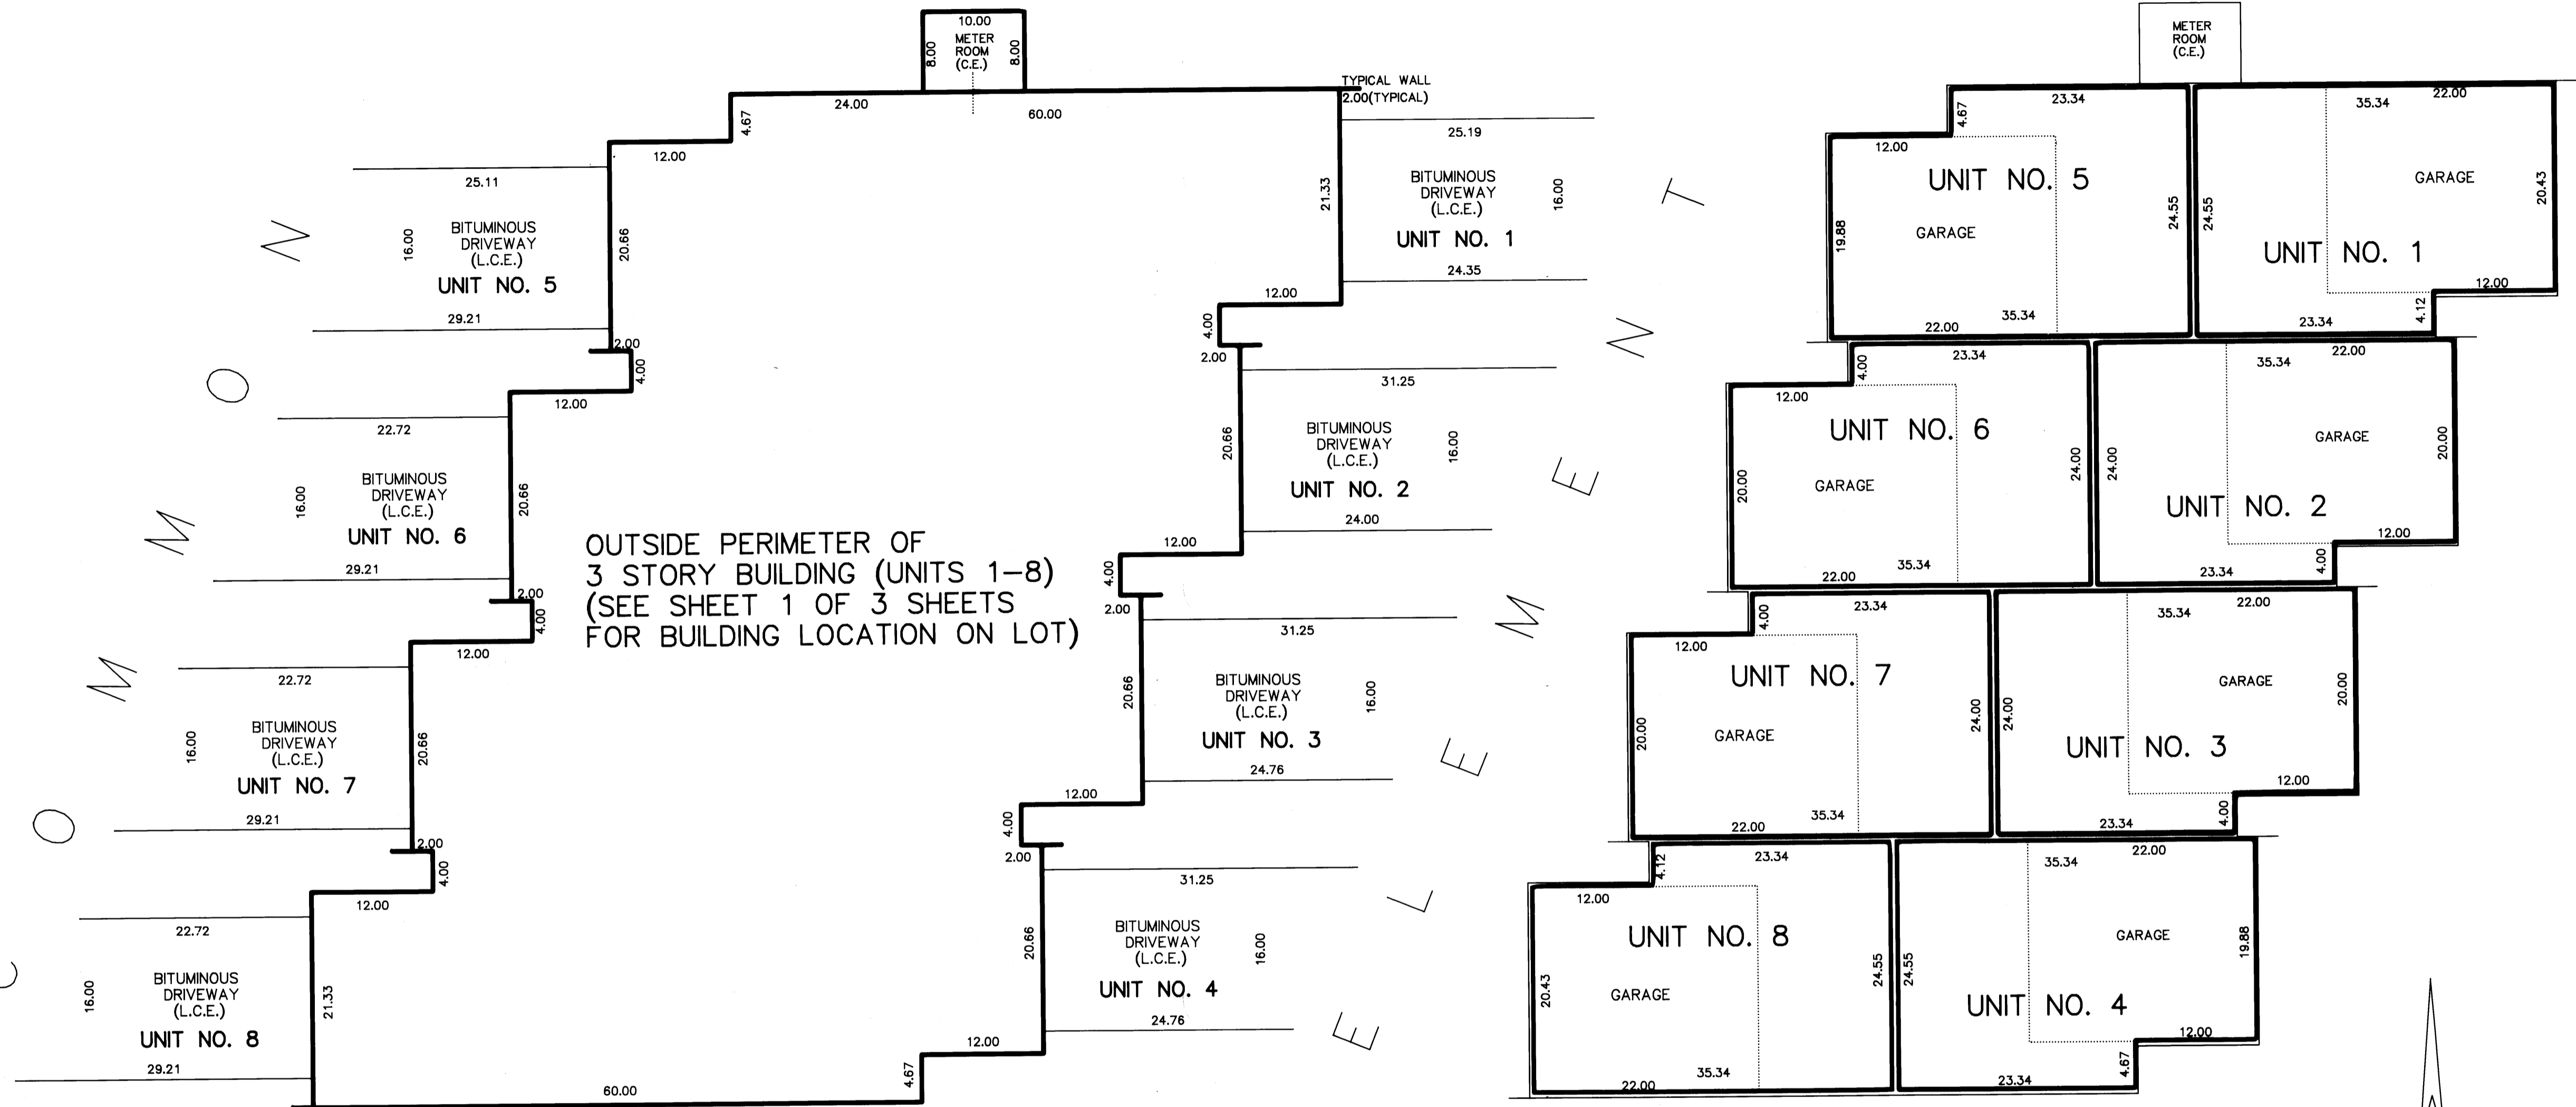 10.00
METER
ROOM
(C.E.)
8.00
8.00
24.00
60.00
4.67
12.00
TYPICAL WALL
2.00(TYPICAL)
25.19
21.33
BITUMINOUS
DRIVEWAY
(L.C.E.)
16.00
UNIT NO. 1
24.35
12.00
4.00
2.00
25.11
16.00
BITUMINOUS
DRIVEWAY
(L.C.E.)
20.66
UNIT NO. 5
29.21
2.00
4.00
12.00
31.25
20.66
BITUMINOUS
DRIVEWAY
(L.C.E.)
16.00
UNIT NO. 2
24.00
12.00
4.00
2.00
22.72
16.00
BITUMINOUS
DRIVEWAY
(L.C.E.)
20.66
UNIT NO. 6
29.21
2.00
4.00
12.00
OUTSIDE PERIMETER OF
3 STORY BUILDING (UNITS 1-8)
(SEE SHEET 1 OF 3 SHEETS
FOR BUILDING LOCATION ON LOT)
31.25
20.66
BITUMINOUS
DRIVEWAY
(L.C.E.)
16.00
UNIT NO. 3
24.76
12.00
4.00
2.00
22.72
16.00
BITUMINOUS
DRIVEWAY
(L.C.E.)
20.66
UNIT NO. 7
29.21
2.00
4.00
12.00
31.25
20.66
BITUMINOUS
DRIVEWAY
(L.C.E.)
16.00
UNIT NO. 4
24.76
12.00
4.67
22.72
16.00
BITUMINOUS
DRIVEWAY
(L.C.E.)
21.33
UNIT NO. 8
29.21
60.00
C O M M O N
E L E M E N T
METER
ROOM
(C.E.)
23.34
4.67
12.00
UNIT NO. 5
GARAGE
19.88
24.55
35.34
22.00
35.34
22.00
GARAGE
24.55
20.43
UNIT NO. 1
12.00
4.12
23.34
23.34
4.00
12.00
UNIT NO. 6
GARAGE
20.00
24.00
35.34
22.00
35.34
22.00
GARAGE
24.00
20.00
UNIT NO. 2
12.00
4.00
23.34
23.34
4.00
12.00
UNIT NO. 7
GARAGE
20.00
24.00
35.34
22.00
35.34
22.00
GARAGE
24.00
20.00
UNIT NO. 3
12.00
4.00
23.34
23.34
4.12
12.00
UNIT NO. 8
GARAGE
20.43
24.55
35.34
22.00
35.34
22.00
GARAGE
24.55
19.88
UNIT NO. 4
12.00
4.67
23.34